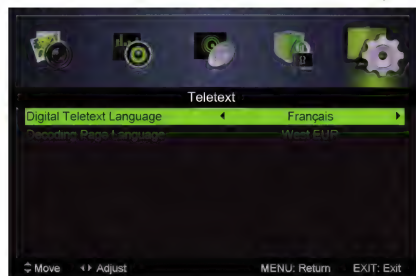 Teletext
Digital Teletext Language Français
Decoding Page Language West EUR
Move Adjust MENU: Return EXIT: Exit